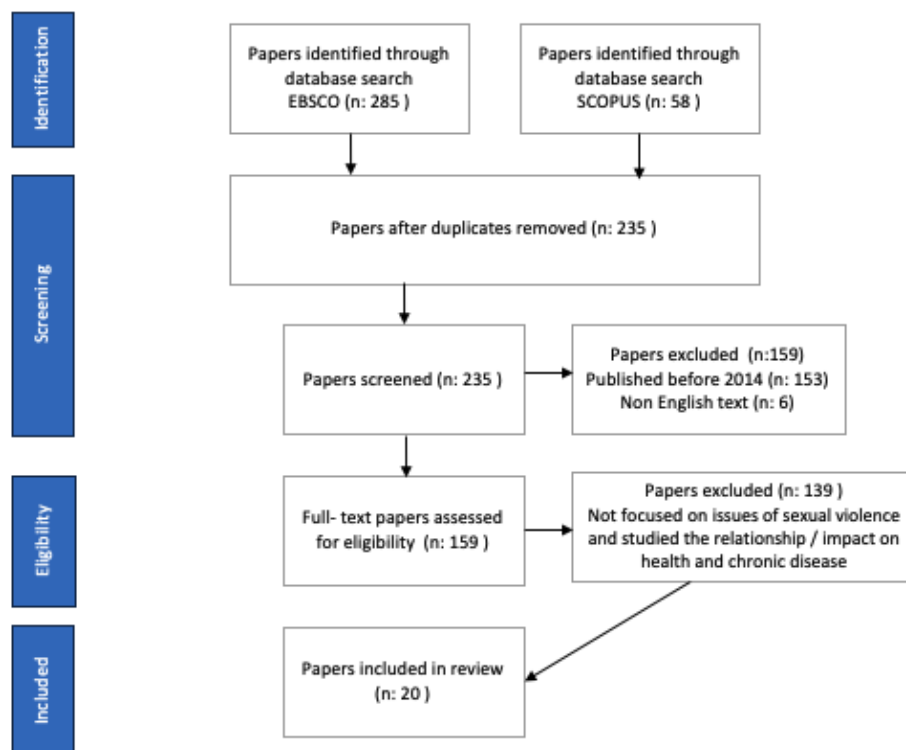 Identification
Papers identified through
database search
EBSCO (n: 285 )
Papers identified through
database search
SCOPUS (n: 58 )
Screening
Papers after duplicates removed (n: 235 )
Papers screened (n: 235 )
Papers excluded  (n:159)
Published before 2014 (n: 153)
Non English text (n: 6)
Eligibility
Full- text papers assessed
for eligibility  (n: 159 )
Papers excluded (n: 139 )
Not focused on issues of sexual violence
and studied the relationship / impact on
health and chronic disease
Included
Papers included in review
(n: 20 )